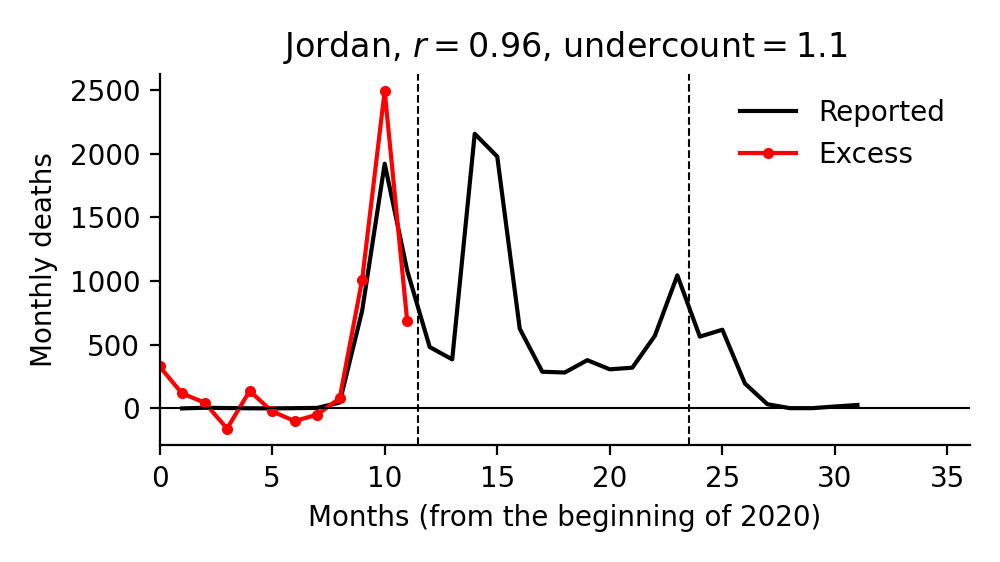 Jordan, r = 0.96, undercount = 1.1
Monthly deaths
2500
2000
1500
1000
500
0
Reported
Excess
0 5 10 15 20 25 30 35
Months (from the beginning of 2020)